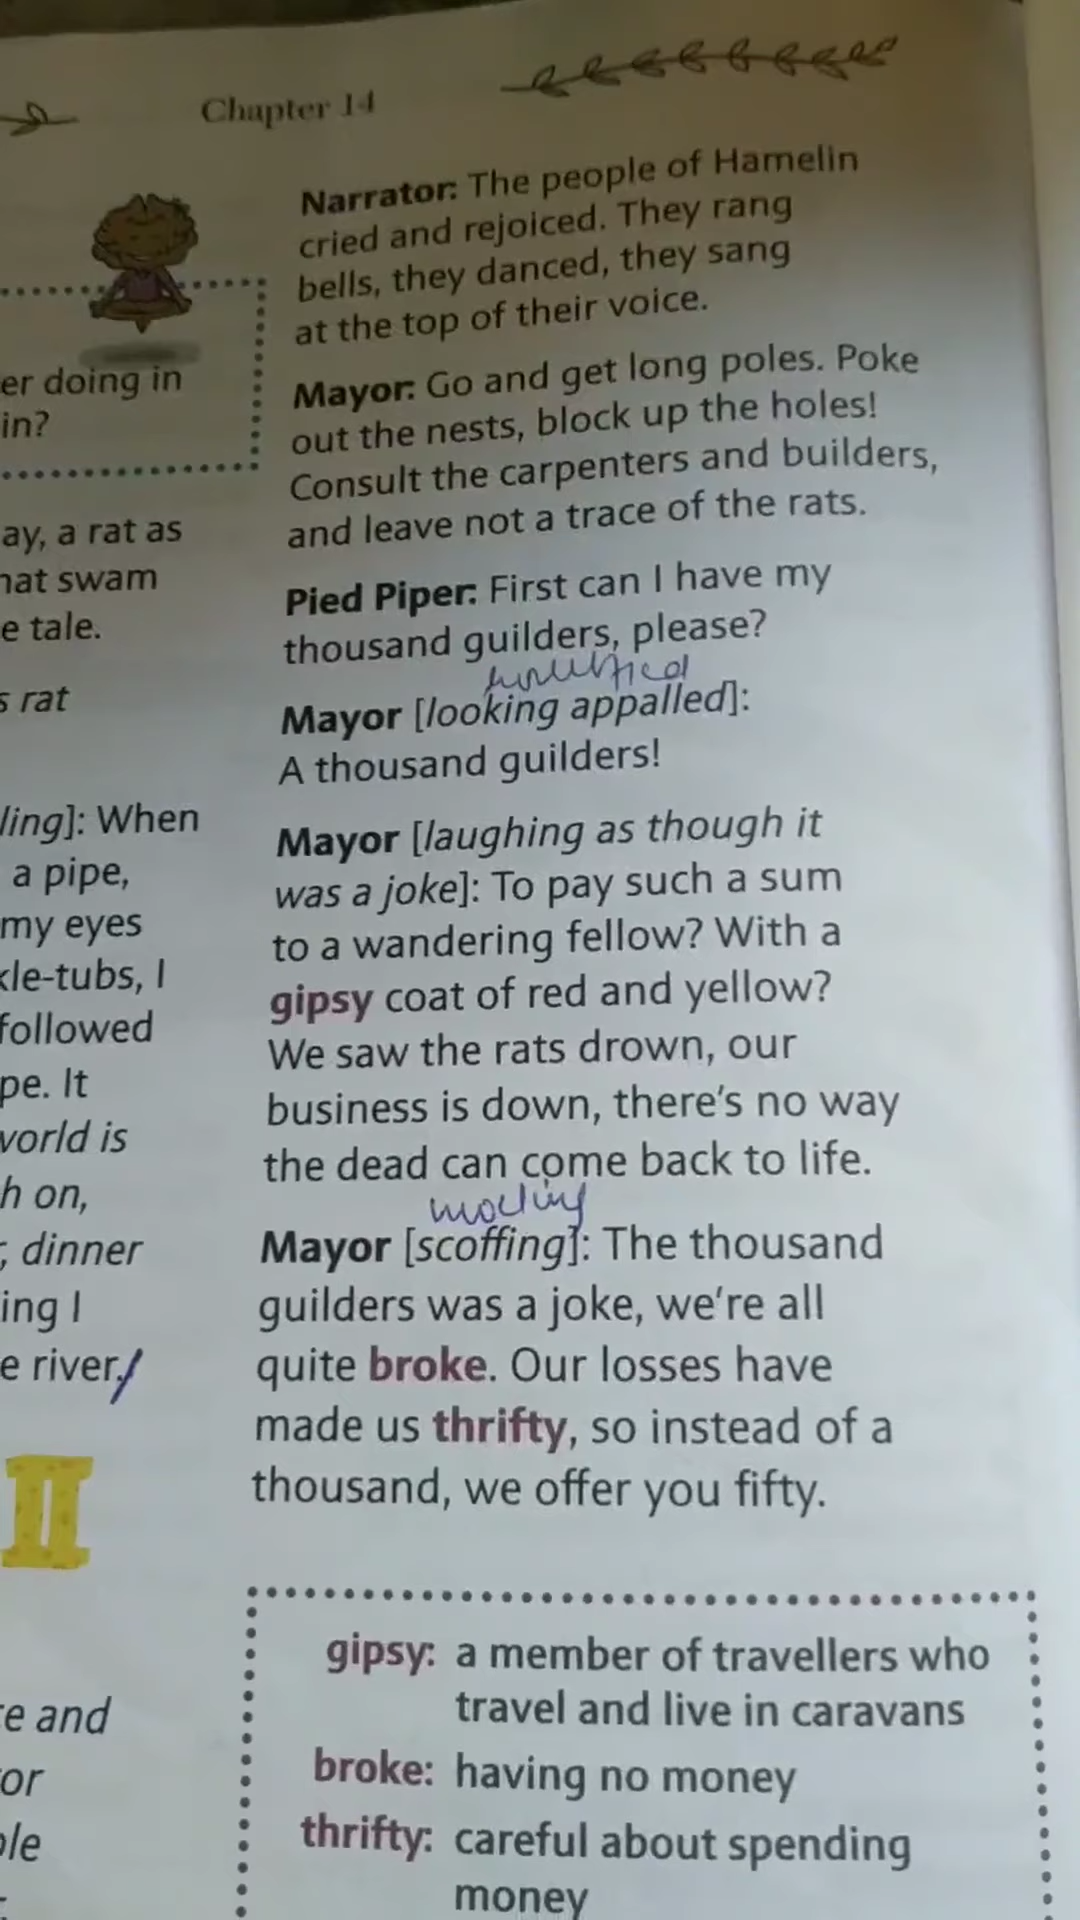 Chapter 14
er doing in
in?
ay, a rat as
hat swam
e tale.
s rat
ling]: When
a pipe,
my eyes
kle-tubs, I
followed
pe. It
world is
h on,
, dinner
ing I
e river.
II
te and
or
ple
Narrator: The people of Hamelin
cried and rejoiced. They rang
bells, they danced, they sang
at the top of their voice.
Mayor: Go and get long poles. Poke
out the nests, block up the holes!
Consult the carpenters and builders,
and leave not a trace of the rats.
Pied Piper: First can I have my
thousand guilders, please?
horrified
Mayor [looking appalled]:
A thousand guilders!
Mayor [laughing as though it
was a joke]: To pay such a sum
to a wandering fellow? With a
gipsy coat of red and yellow?
We saw the rats drown, our
business is down, there's no way
the dead can come back to life.
mocking
Mayor [scoffing]: The thousand
guilders was a joke, we're all
quite broke. Our losses have
made us thrifty, so instead of a
thousand, we offer you fifty.
gipsy: a member of travellers who
travel and live in caravans
broke: having no money
thrifty: careful about spending
money